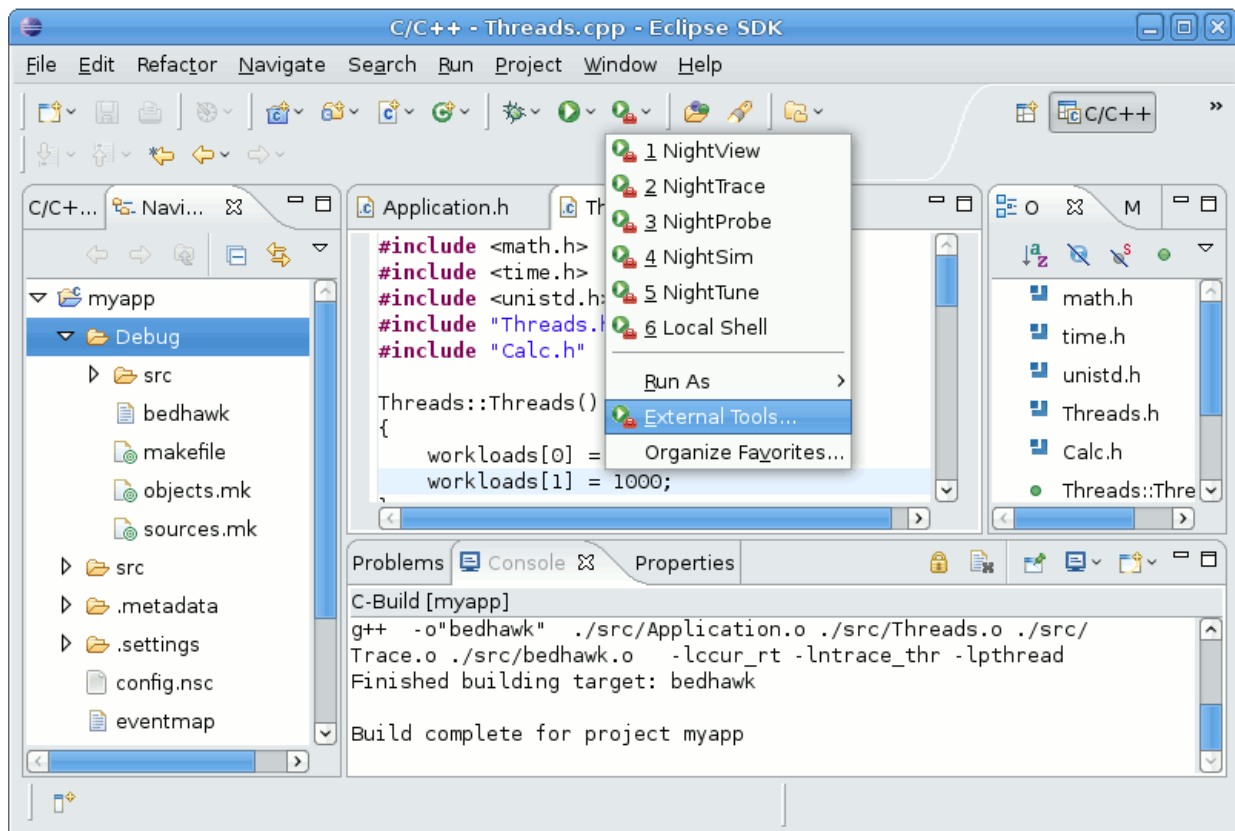 C/C++ - Threads.cpp - Eclipse SDK
File Edit Refactor Navigate Search Run Project Window Help
C/C++
»
1 NightView
2 NightTrace
3 NightProbe
4 NightSim
5 NightTune
6 Local Shell
Run As
External Tools...
Organize Favorites...
C/C+... Navi...
myapp
Debug
src
bedhawk
makefile
objects.mk
sources.mk
src
.metadata
.settings
config.nsc
eventmap
Application.h Th
#include <math.h>
#include <time.h>
#include <unistd.h>
#include "Threads.h
#include "Calc.h"
Threads::Threads()
{
workloads[0] =
workloads[1] = 1000;
O M
math.h
time.h
unistd.h
Threads.h
Calc.h
Threads::Thre
Problems Console Properties
C-Build [myapp]
g++ -o"bedhawk" ./src/Application.o ./src/Threads.o ./src/
Trace.o ./src/bedhawk.o -lccur_rt -lntrace_thr -lpthread
Finished building target: bedhawk
Build complete for project myapp